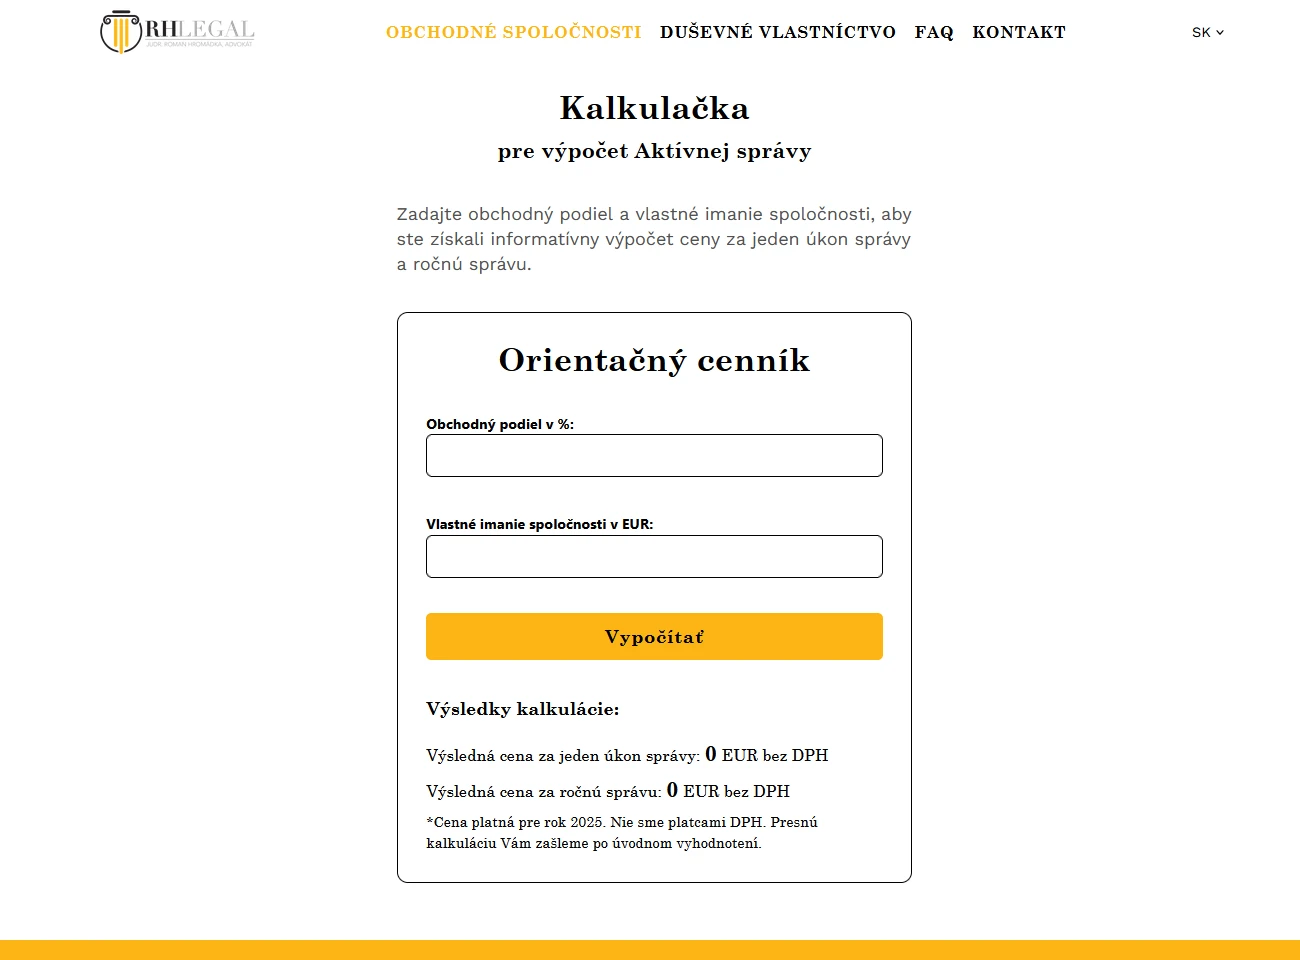 RHLEGAL
JUDR. ROMAN HROMÁDKA, ADVOKÁT
OBCHODNÉ SPOLOČNOSTI DUŠEVNÉ VLASTNÍCTVO FAQ KONTAKT
SK
Kalkulačka
pre výpočet Aktívnej správy
Zadajte obchodný podiel a vlastné imanie spoločnosti, aby
ste získali informatívny výpočet ceny za jeden úkon správy
a ročnú správu.
Orientačný cenník
Obchodný podiel v %:
Vlastné imanie spoločnosti v EUR:
Vypočítať
Výsledky kalkulácie:
Výsledná cena za jeden úkon správy: 0 EUR bez DPH
Výsledná cena za ročnú správu: 0 EUR bez DPH
*Cena platná pre rok 2025. Nie sme platcami DPH. Presnú
kalkuláciu Vám zašleme po úvodnom vyhodnotení.